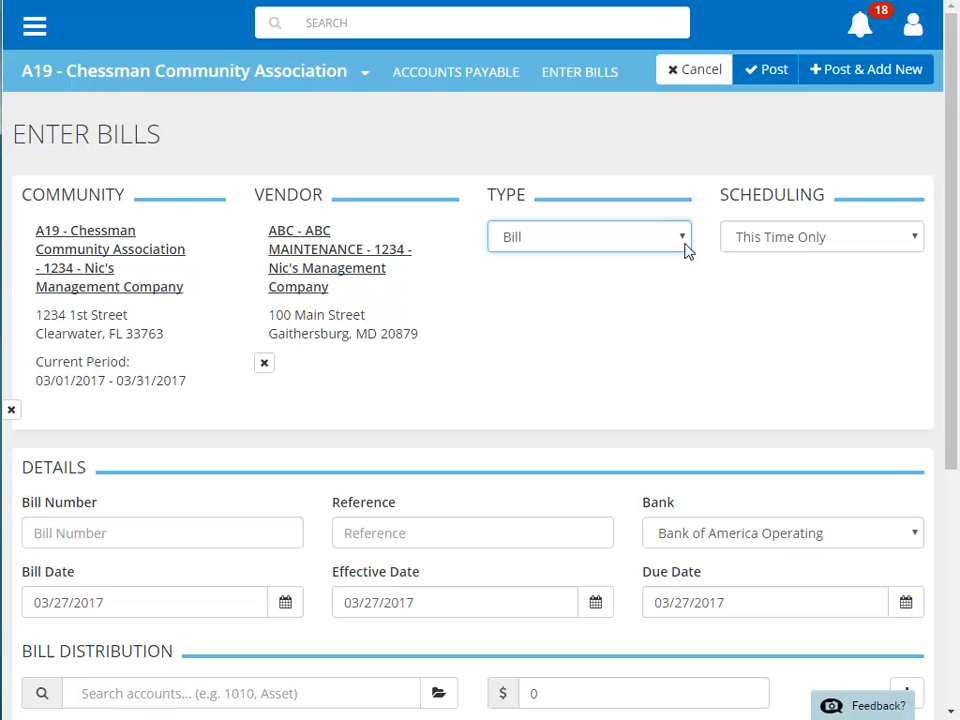 SEARCH
18
A19 - Chessman Community Association
ACCOUNTS PAYABLE
ENTER BILLS
Cancel
Post
Post & Add New
ENTER BILLS
COMMUNITY
A19 - Chessman
Community Association
- 1234 - Nic's
Management Company
1234 1st Street
Clearwater, FL 33763
Current Period:
03/01/2017 - 03/31/2017
VENDOR
ABC - ABC
MAINTENANCE - 1234 -
Nic's Management
Company
100 Main Street
Gaithersburg, MD 20879
TYPE
Bill
SCHEDULING
This Time Only
DETAILS
Bill Number
Reference
Bank
Bill Number
Reference
Bank of America Operating
Bill Date
Effective Date
Due Date
03/27/2017
03/27/2017
03/27/2017
BILL DISTRIBUTION
Search accounts... (e.g. 1010, Asset)
$ 0
Feedback?